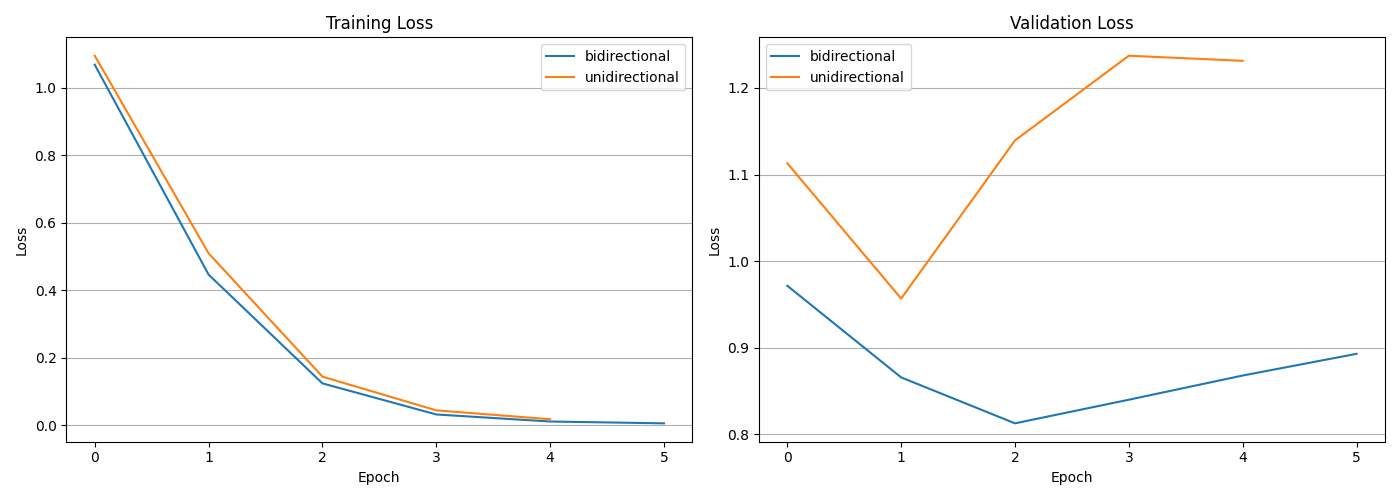 Training Loss
bidirectional
unidirectional
1.0
0.8
0.6
0.4
0.2
0.0
Loss
0 1 2 3 4 5
Epoch
Validation Loss
bidirectional
unidirectional
1.2
1.1
1.0
0.9
0.8
Loss
0 1 2 3 4 5
Epoch